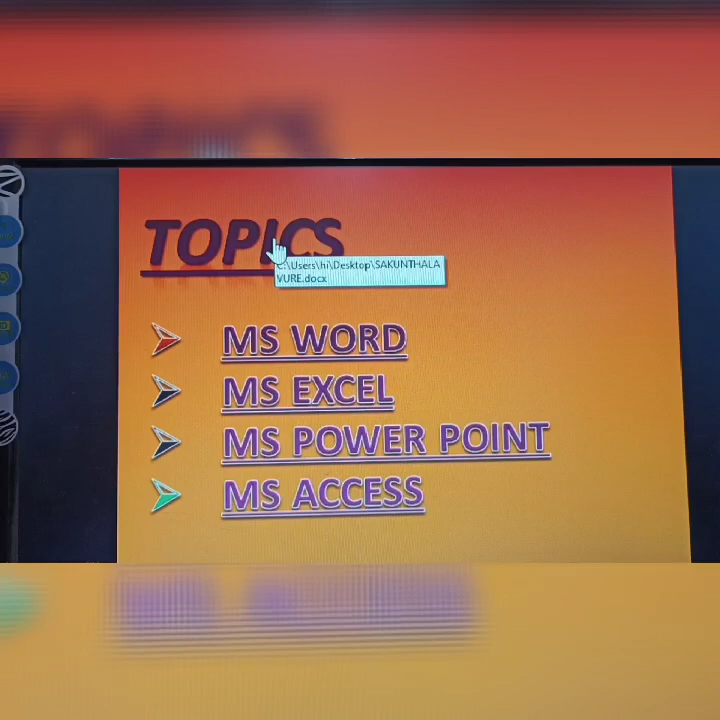 TOPICS
C:\Users\hi\Desktop\SAKUNTHALA
VURE.docx
MS WORD
MS EXCEL
MS POWER POINT
MS ACCESS